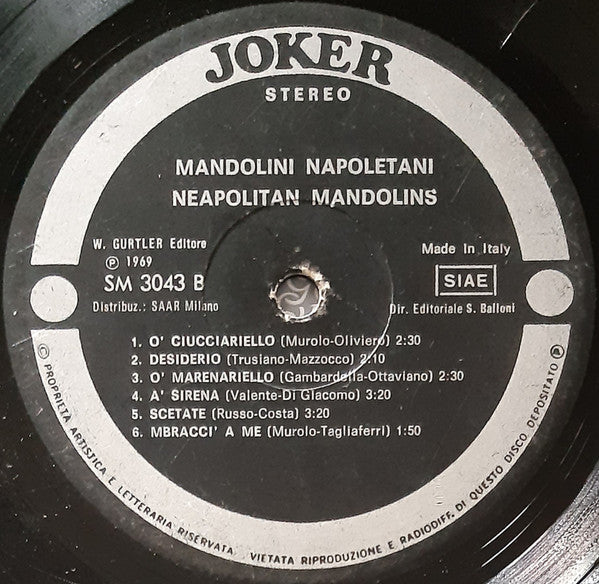 JOKER
STEREO
MANDOLINI NAPOLETANI
NEAPOLITAN MANDOLINS
W. GURTLER Editore
Ⓟ 1969
SM 3043 B
Distribuz.: SAAR Milano
Made In Italy
SIAE
Dir. Editoriale S. Balloni
1. O' CIUCCIARIELLO (Murolo-Oliviero) 2:30
2. DESIDERIO (Trusiano-Mazzocco) 2:10
3. O' MARENARIELLO (Gambardella-Ottaviano) 2:30
4. A' SIRENA (Valente-Di Giacomo) 3:20
5. SCETATE (Russo-Costa) 3:20
6. MBRACCI' A ME (Murolo-Tagliaferri) 1:50
© PROPRIETA ARTISTICA E LETTERARIA RISERVATA VIETATA RIPRODUZIONE E RADIODIFF. DI QUESTO DISCO DEPOSITATO Ⓟ